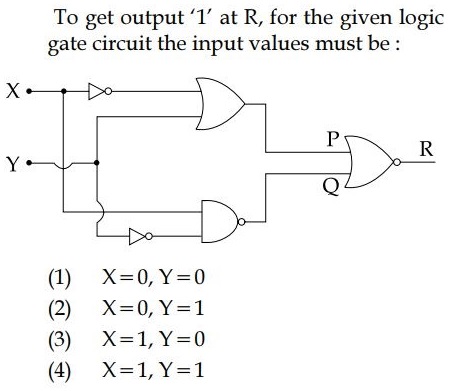 To get output ‘1’ at R, for the given logic
gate circuit the input values must be :
X
P
R
Y
Q
(1) X=0, Y=0
(2) X=0, Y=1
(3) X=1, Y=0
(4) X=1, Y=1